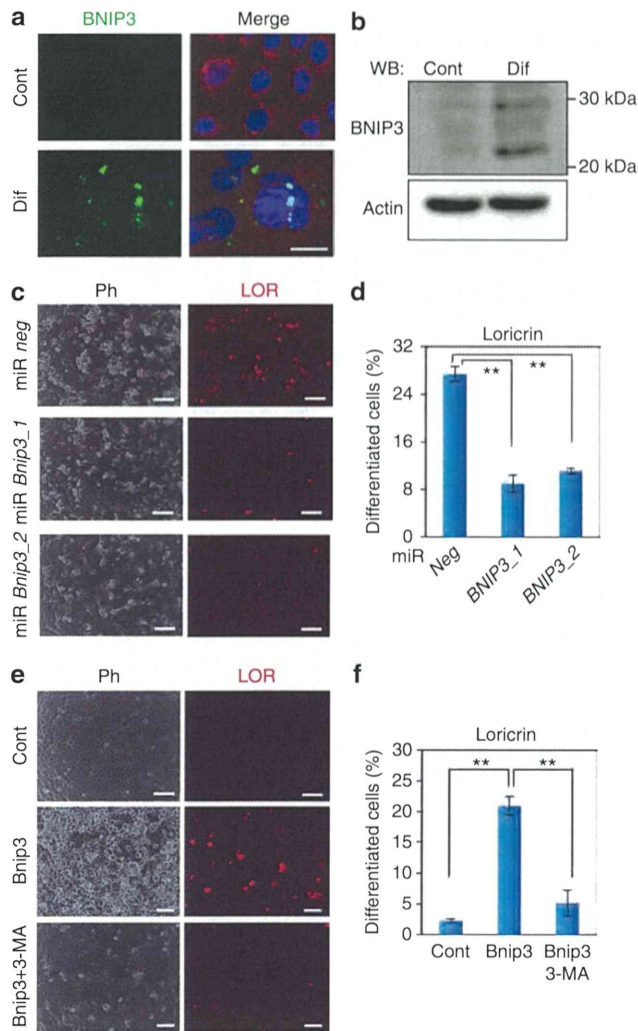 a
BNIP3
Merge
Cont
Dif
b
WB: Cont Dif
BNIP3
30 kDa
20 kDa
Actin
c
Ph
LOR
miR neg
miR Bnip3_1
miR Bnip3_2
d
Loricrin
Differentiated cells (%)
32
24
16
8
0
**
**
miR Neg BNIP3_1 BNIP3_2
e
Ph
LOR
Cont
Bnip3
Bnip3+3-MA
f
Loricrin
Differentiated cells (%)
30
25
20
15
10
5
0
**
**
Cont Bnip3 Bnip3
3-MA